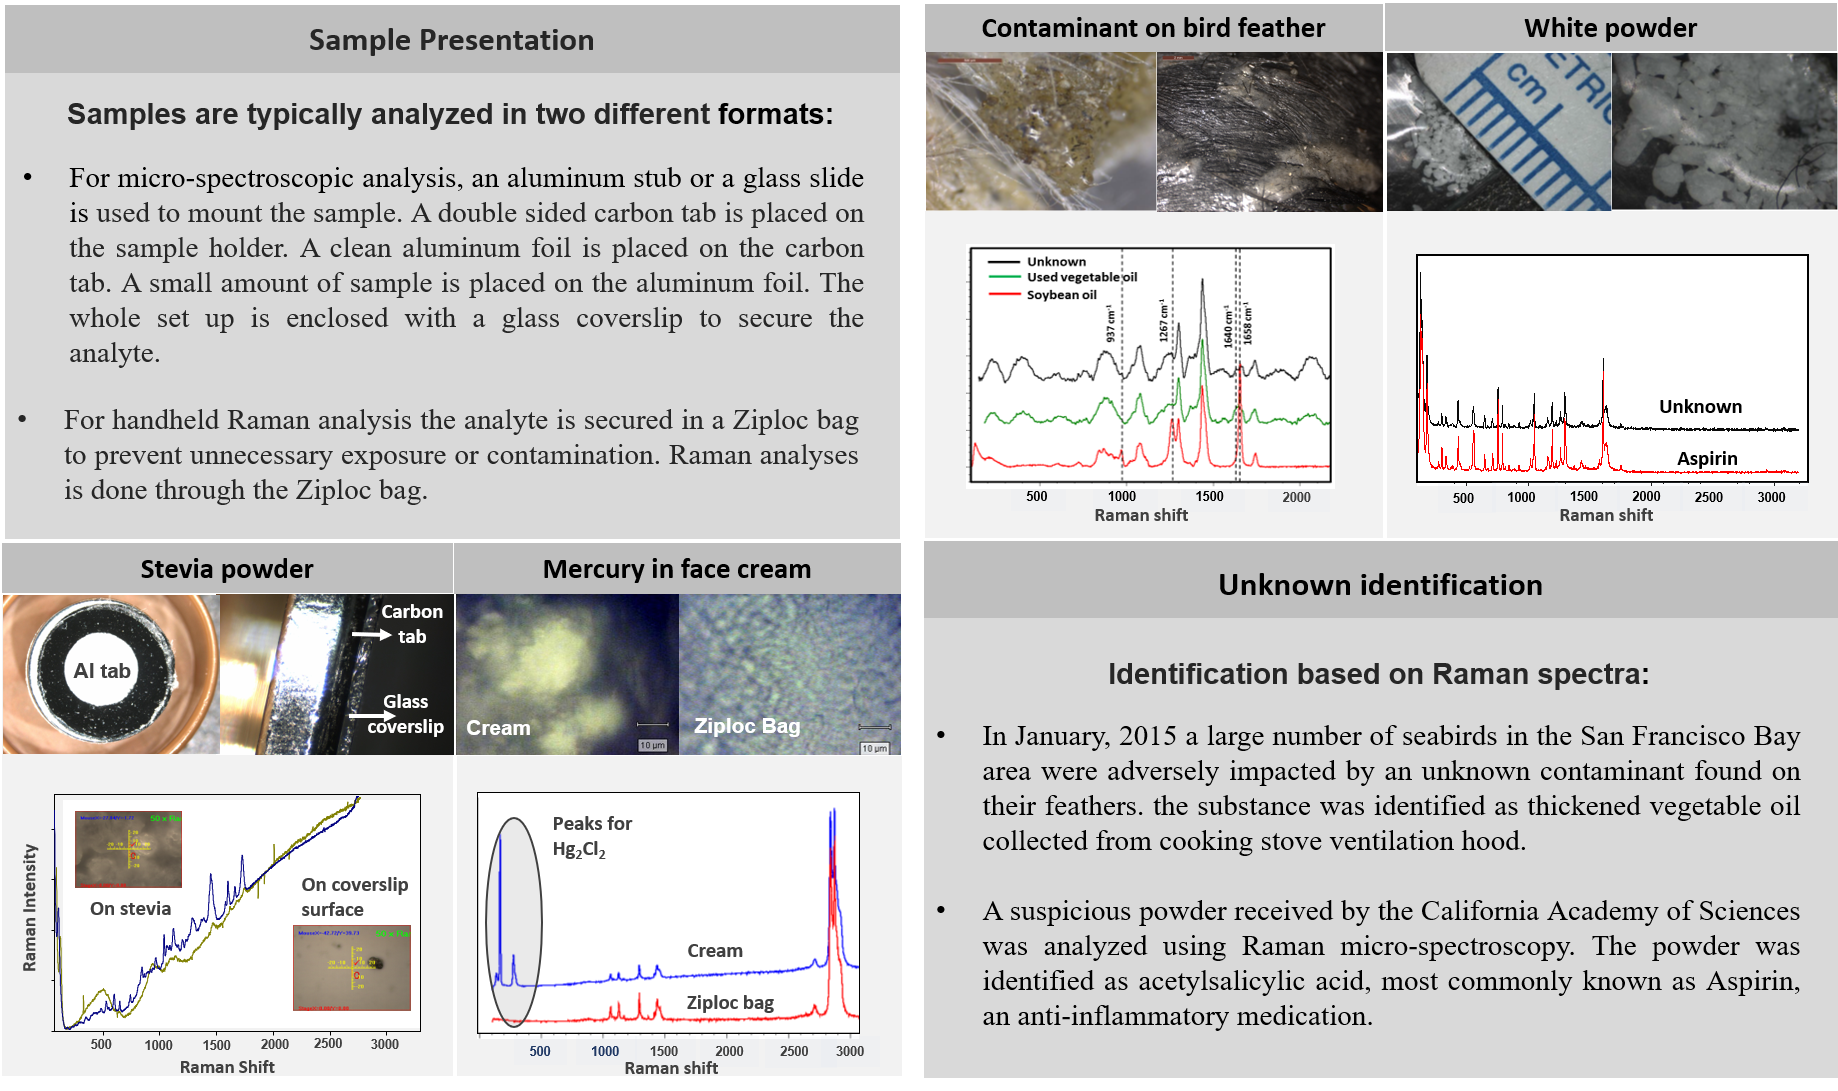 Sample Presentation
Samples are typically analyzed in two different formats:
• For micro-spectroscopic analysis, an aluminum stub or a glass slide
is used to mount the sample. A double sided carbon tab is placed on
the sample holder. A clean aluminum foil is placed on the carbon
tab. A small amount of sample is placed on the aluminum foil. The
whole set up is enclosed with a glass coverslip to secure the
analyte.
• For handheld Raman analysis the analyte is secured in a Ziploc bag
to prevent unnecessary exposure or contamination. Raman analyses
is done through the Ziploc bag.
Contaminant on bird feather
Unknown
Used vegetable oil
Soybean oil
937 cm⁻¹
1267 cm⁻¹
1640 cm⁻¹
1658 cm⁻¹
500 1000 1500 2000
Raman shift
White powder
ETRIC
cm
Unknown
Aspirin
500 1000 1500 2000 2500 3000
Raman shift
Stevia powder
Al tab
Carbon
tab
Glass
coverslip
Raman Intensity
50 x Ra
On stevia
On coverslip
surface
50 x Ra
500 1000 1500 2000 2500 3000
Raman Shift
Mercury in face cream
Cream
10 µm
Ziploc Bag
10 µm
Peaks for
Hg₂Cl₂
Cream
Ziploc bag
500 1000 1500 2000 2500 3000
Raman shift
Unknown identification
Identification based on Raman spectra:
• In January, 2015 a large number of seabirds in the San Francisco Bay
area were adversely impacted by an unknown contaminant found on
their feathers. the substance was identified as thickened vegetable oil
collected from cooking stove ventilation hood.
• A suspicious powder received by the California Academy of Sciences
was analyzed using Raman micro-spectroscopy. The powder was
identified as acetylsalicylic acid, most commonly known as Aspirin,
an anti-inflammatory medication.